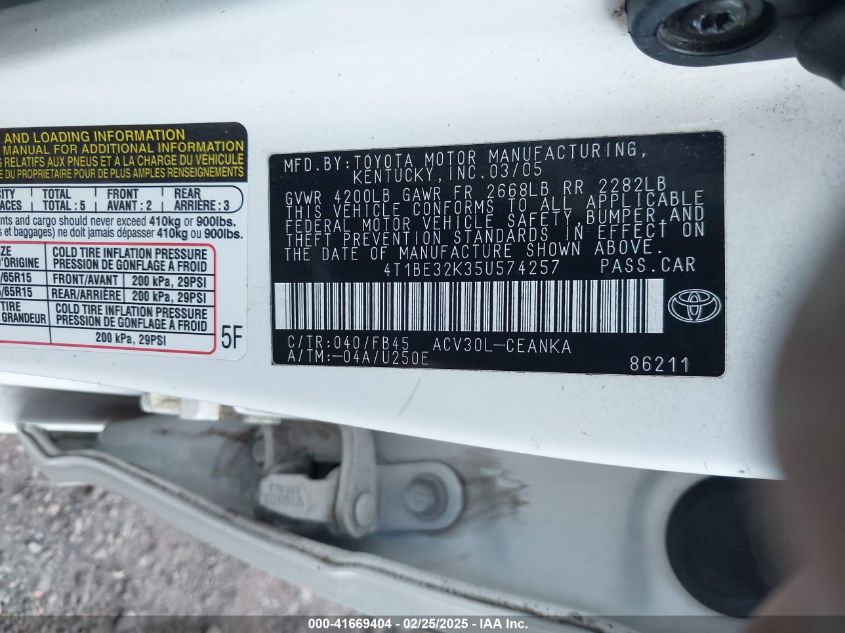 AND LOADING INFORMATION
MANUAL FOR ADDITIONAL INFORMATION
RELATIFS AUX PNEUS ET À LA CHARGE DU VÉHICULE
DU PROPRIETAIRE POUR DE PLUS AMPLES RENSEIGNEMENTS
TOTAL FRONT REAR
TOTAL : 5 AVANT : 2 ARRIÈRE : 3
and cargo should never exceed 410kg or 900lbs.
et bagages) ne doit jamais dépasser 410kg ou 900lbs.
COLD TIRE INFLATION PRESSURE
D'ORIGINE PRESSION DE GONFLAGE À FROID
/65R15 FRONT/AVANT 200 kPa, 29PSI
/65R15 REAR/ARRIÈRE 200 kPa, 29PSI
TIRE COLD TIRE INFLATION PRESSURE
PRESSION DE GONFLAGE À FROID
200 kPa, 29PSI
5F
MFD.BY:TOYOTA MOTOR MANUFACTURING,
KENTUCKY, INC.03/05
GVWR 4200LB GAWR FR 2668LB RR 2282LB
THIS VEHICLE CONFORMS TO ALL APPLICABLE
FEDERAL MOTOR VEHICLE SAFETY,BUMPER,AND
THEFT PREVENTION STANDARDS IN EFFECT ON
THE DATE OF MANUFACTURE SHOWN ABOVE.
4T1BE32K35U574257 PASS.CAR
C/TR:040/FB45 ACV30L-CEANKA
A/TM:-04A/U250E 86211
TOYOTA
000-41669404 - 02/25/2025 - IAA Inc.